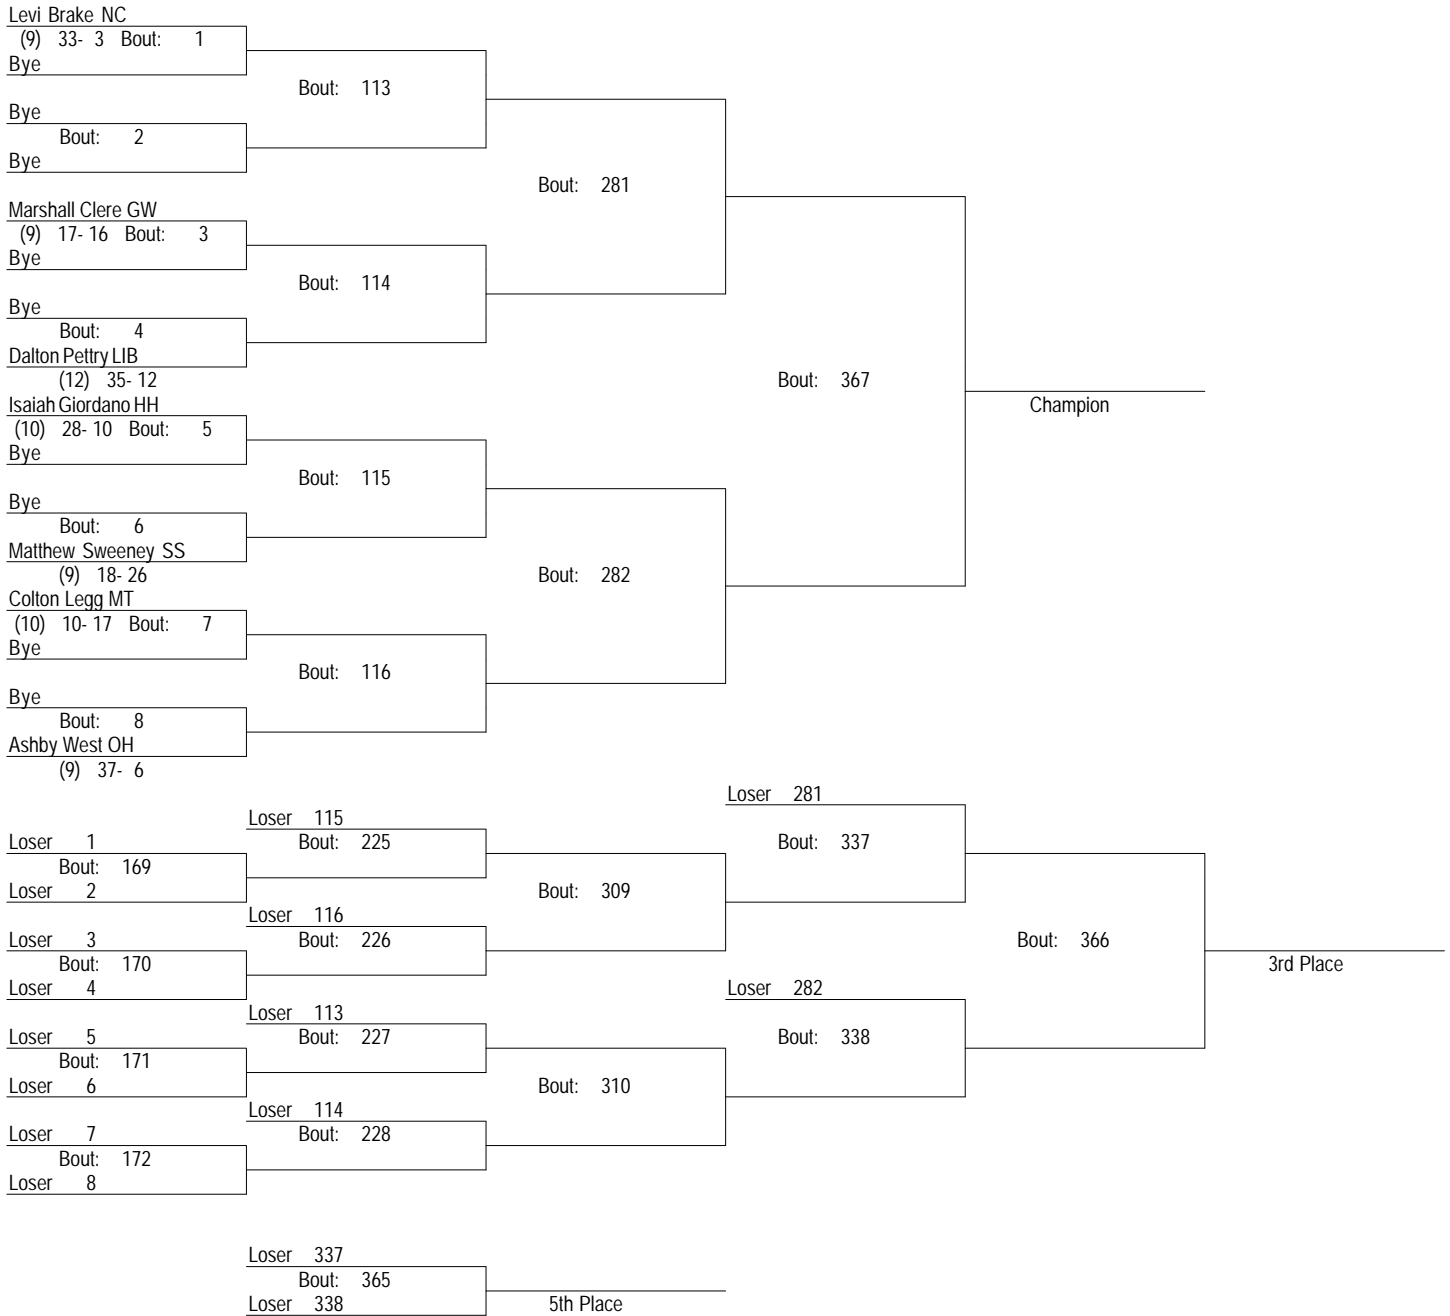 Levi Brake NC
(9) 33- 3 Bout: 1
Bye
Bout: 113
Bye
Bout: 2
Bye
Bout: 281
Marshall Clere GW
(9) 17- 16 Bout: 3
Bye
Bout: 114
Bye
Bout: 4
Dalton Pettry LIB
(12) 35- 12
Bout: 367
Champion
Isaiah Giordano HH
(10) 28- 10 Bout: 5
Bye
Bout: 115
Bye
Bout: 6
Matthew Sweeney SS
(9) 18- 26
Bout: 282
Colton Legg MT
(10) 10- 17 Bout: 7
Bye
Bout: 116
Bye
Bout: 8
Ashby West OH
(9) 37- 6
Loser 281
Loser 115
Loser 1
Bout: 225
Bout: 337
Bout: 169
Loser 2
Bout: 309
Loser 116
Loser 3
Bout: 226
Bout: 366
Bout: 170
3rd Place
Loser 4
Loser 282
Loser 113
Loser 5
Bout: 227
Bout: 338
Bout: 171
Loser 6
Bout: 310
Loser 114
Loser 7
Bout: 228
Bout: 172
Loser 8
Loser 337
Bout: 365
Loser 338
5th Place